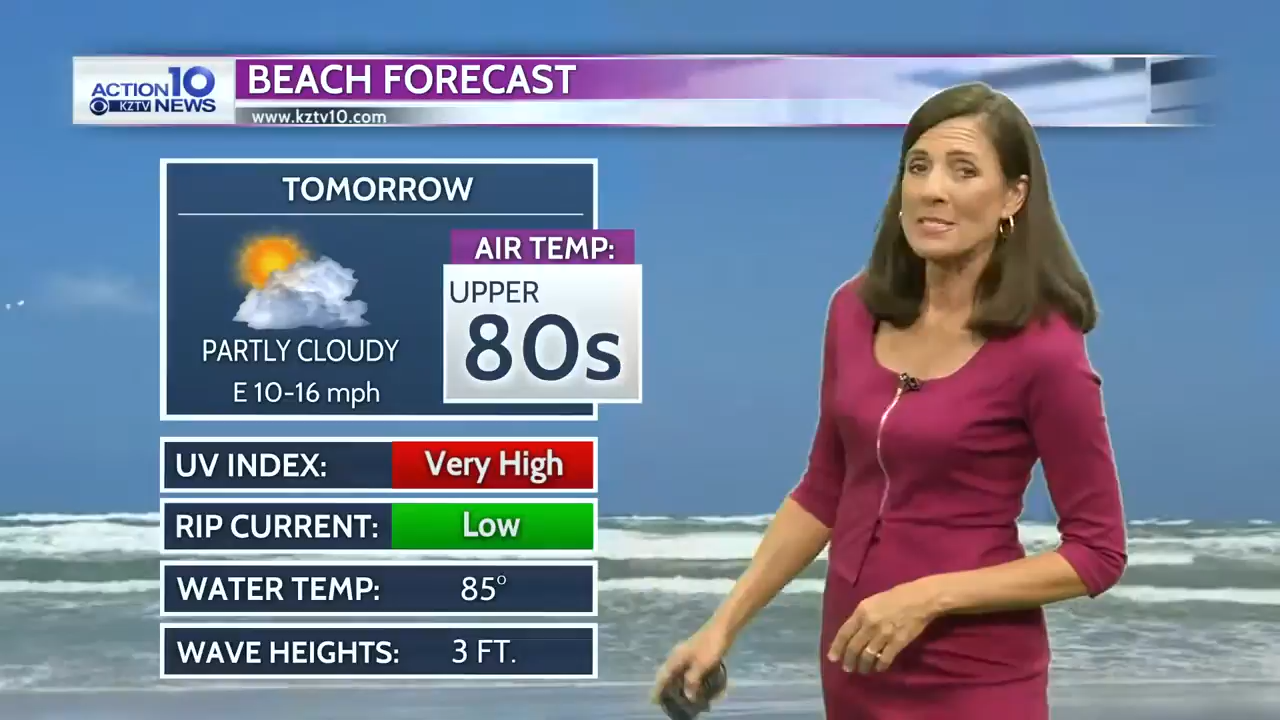 ACTION 10
KZTV NEWS
BEACH FORECAST
www.kztv10.com
TOMORROW
AIR TEMP:
UPPER
80s
PARTLY CLOUDY
E 10-16 mph
UV INDEX: Very High
RIP CURRENT: Low
WATER TEMP: 85°
WAVE HEIGHTS: 3 FT.